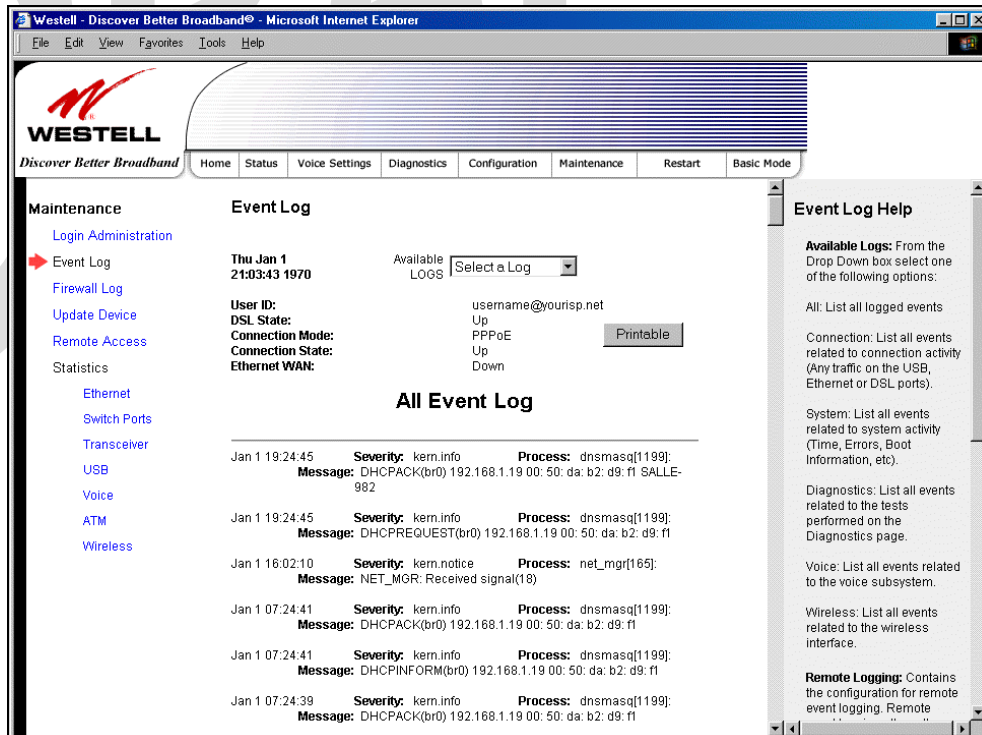 Westell - Discover Better Broadband® - Microsoft Internet Explorer
File Edit View Favorites Tools Help
WESTELL
Discover Better Broadband
Home Status Voice Settings Diagnostics Configuration Maintenance Restart Basic Mode
Maintenance
Login Administration
Event Log
Firewall Log
Update Device
Remote Access
Statistics
Ethernet
Switch Ports
Transceiver
USB
Voice
ATM
Wireless
Event Log
Thu Jan 1
21:03:43 1970
Available
LOGS
Select a Log
User ID: username@yourisp.net
DSL State: Up
Connection Mode: PPPoE
Connection State: Up
Ethernet WAN: Down
Printable
All Event Log
Jan 1 19:24:45 Severity: kern.info Process: dnsmasq[1199]:
Message: DHCPACK(br0) 192.168.1.19 00: 50: da: b2: d9: f1 SALLE-
982
Jan 1 19:24:45 Severity: kern.info Process: dnsmasq[1199]:
Message: DHCPREQUEST(br0) 192.168.1.19 00: 50: da: b2: d9: f1
Jan 1 16:02:10 Severity: kern.notice Process: net_mgr[165]:
Message: NET_MGR: Received signal(18)
Jan 1 07:24:41 Severity: kern.info Process: dnsmasq[1199]:
Message: DHCPACK(br0) 192.168.1.19 00: 50: da: b2: d9: f1
Jan 1 07:24:41 Severity: kern.info Process: dnsmasq[1199]:
Message: DHCPINFORM(br0) 192.168.1.19 00: 50: da: b2: d9: f1
Jan 1 07:24:39 Severity: kern.info Process: dnsmasq[1199]:
Message: DHCPACK(br0) 192.168.1.19 00: 50: da: b2: d9: f1
Event Log Help
Available Logs: From the
Drop Down box select one
of the following options:
All: List all logged events
Connection: List all events
related to connection activity
(Any traffic on the USB,
Ethernet or DSL ports).
System: List all events
related to system activity
(Time, Errors, Boot
Information, etc).
Diagnostics: List all events
related to the tests
performed on the
Diagnostics page.
Voice: List all events related
to the voice subsystem.
Wireless: List all events
related to the wireless
interface.
Remote Logging: Contains
the configuration for remote
event logging. Remote